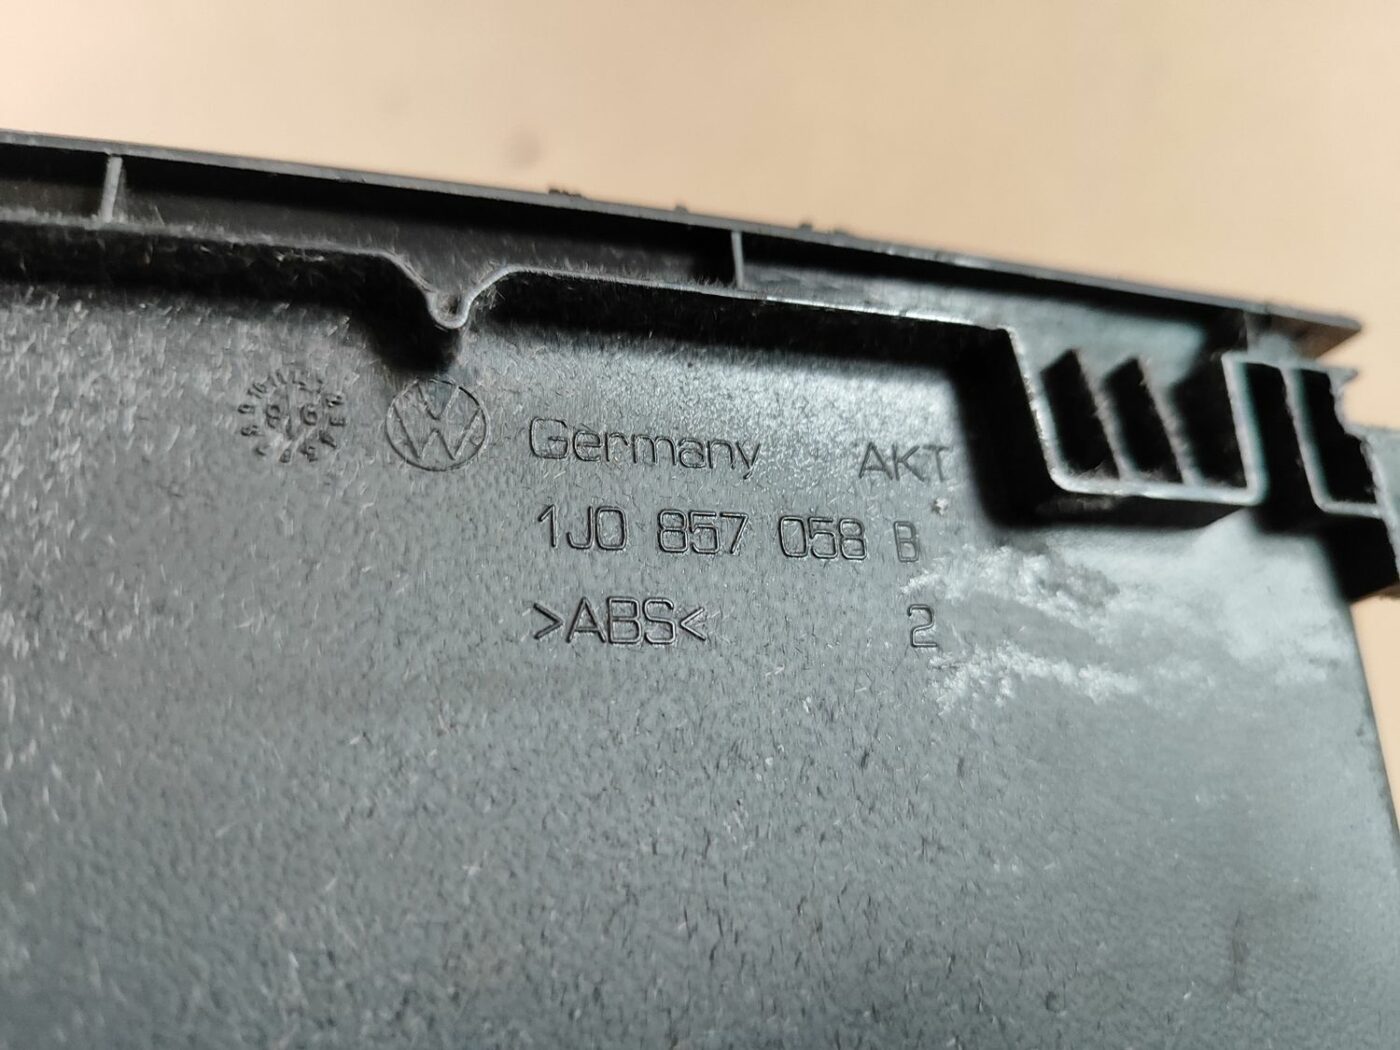 Germany AKT
1J0 857 058 B
>ABS<
2